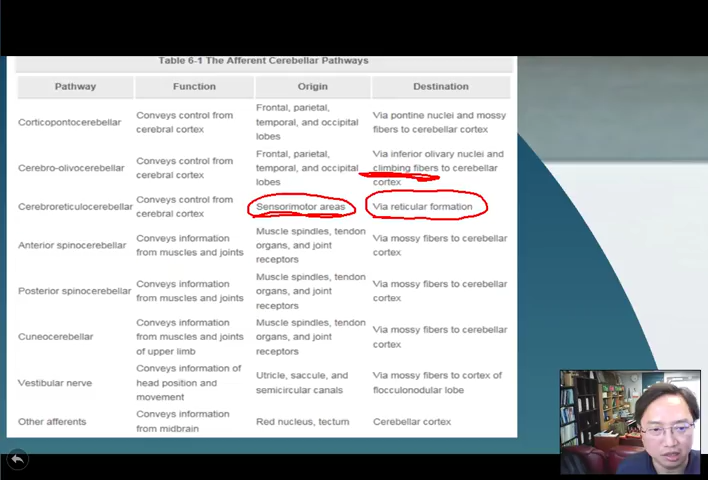 Table 6-1 The Afferent Cerebellar Pathways
Pathway Function Origin Destination
Corticopontocerebellar
Conveys control from
cerebral cortex
Frontal, parietal,
temporal, and occipital
lobes
Via pontine nuclei and mossy
fibers to cerebellar cortex
Cerebro-olivocerebellar
Conveys control from
cerebral cortex
Frontal, parietal,
temporal, and occipital
lobes
Via inferior olivary nuclei and
climbing fibers to cerebellar
cortex
Cerebroreticulocerebellar
Conveys control from
cerebral cortex
Sensorimotor areas
Via reticular formation
Anterior spinocerebellar
Conveys information
from muscles and joints
Muscle spindles, tendon
organs, and joint
receptors
Via mossy fibers to cerebellar
cortex
Posterior spinocerebellar
Conveys information
from muscles and joints
Muscle spindles, tendon
organs, and joint
receptors
Via mossy fibers to cerebellar
cortex
Cuneocerebellar
Conveys information
from muscles and joints
of upper limb
Muscle spindles, tendon
organs, and joint
receptors
Via mossy fibers to cerebellar
cortex
Vestibular nerve
Conveys information of
head position and
movement
Utricle, saccule, and
semicircular canals
Via mossy fibers to cortex of
flocculonodular lobe
Other afferents
Conveys information
from midbrain
Red nucleus, tectum
Cerebellar cortex